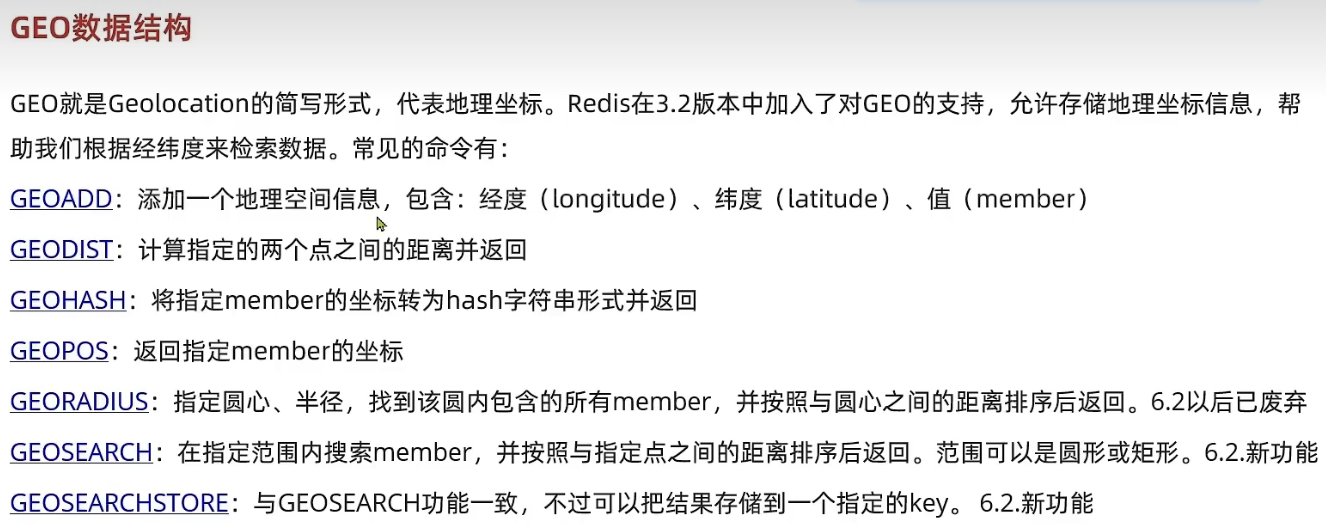 GEO数据结构
GEO就是Geolocation的简写形式，代表地理坐标。Redis在3.2版本中加入了对GEO的支持，允许存储地理坐标信息，帮
助我们根据经纬度来检索数据。常见的命令有：
GEOADD：添加一个地理空间信息，包含：经度（longitude）、纬度（latitude）、值（member）
GEODIST：计算指定的两个点之间的距离并返回
GEOHASH：将指定member的坐标转为hash字符串形式并返回
GEOPOS：返回指定member的坐标
GEORADIUS：指定圆心、半径，找到该圆内包含的所有member，并按照与圆心之间的距离排序后返回。6.2以后已废弃
GEOSEARCH：在指定范围内搜索member，并按照与指定点之间的距离排序后返回。范围可以是圆形或矩形。6.2.新功能
GEOSEARCHSTORE：与GEOSEARCH功能一致，不过可以把结果存储到一个指定的key。 6.2.新功能